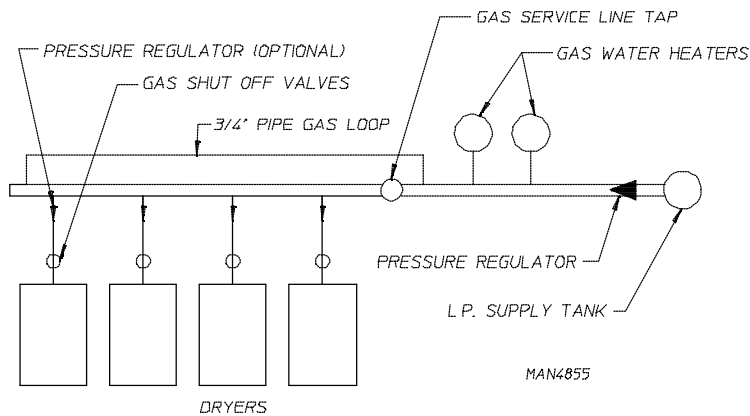 GAS SERVICE LINE TAP
PRESSURE REGULATOR (OPTIONAL)
GAS WATER HEATERS
GAS SHUT OFF VALVES
3/4" PIPE GAS LOOP
PRESSURE REGULATOR
L.P. SUPPLY TANK
MAN4855
DRYERS